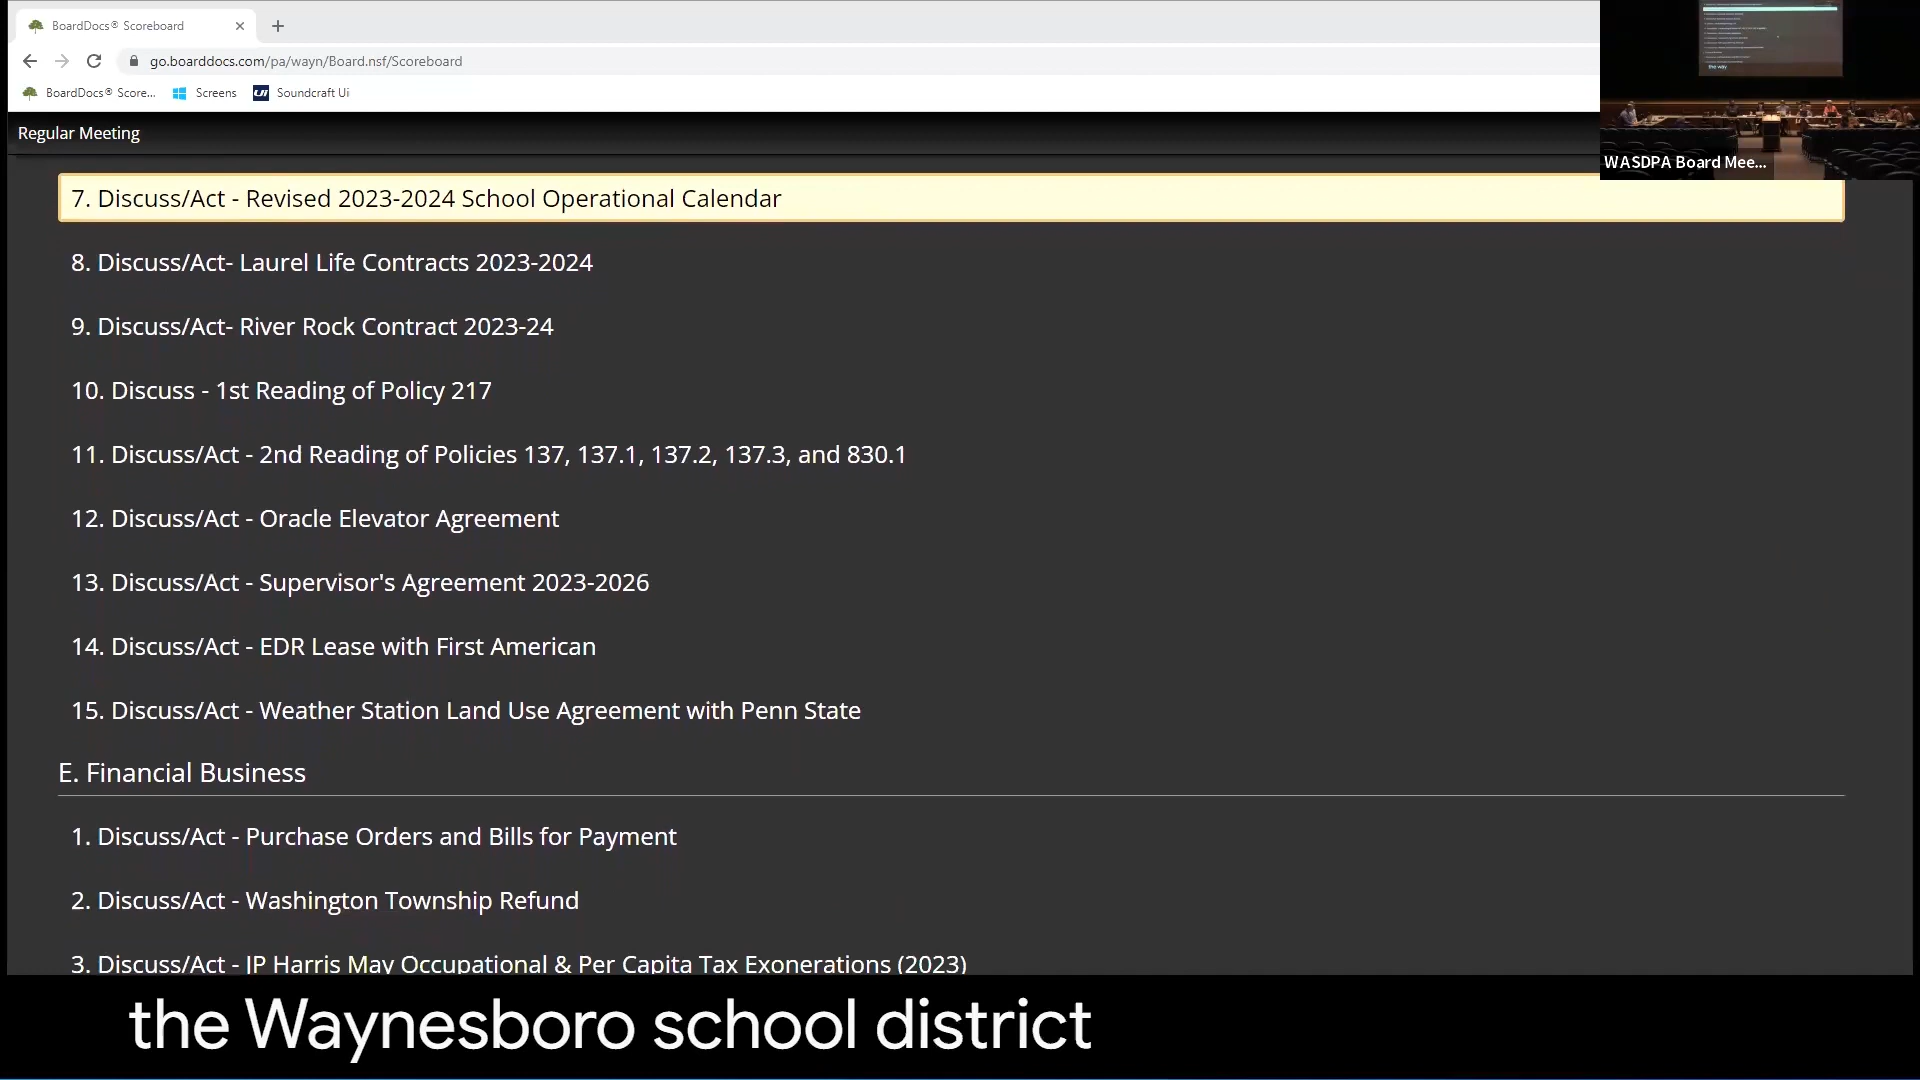 BoardDocs® Scoreboard
go.boarddocs.com/pa/wayn/Board.nsf/Scoreboard
BoardDocs® Score... Screens Soundcraft Ui
Regular Meeting
WASDPA Board Mee...
7. Discuss/Act - Revised 2023-2024 School Operational Calendar
8. Discuss/Act- Laurel Life Contracts 2023-2024
9. Discuss/Act- River Rock Contract 2023-24
10. Discuss - 1st Reading of Policy 217
11. Discuss/Act - 2nd Reading of Policies 137, 137.1, 137.2, 137.3, and 830.1
12. Discuss/Act - Oracle Elevator Agreement
13. Discuss/Act - Supervisor's Agreement 2023-2026
14. Discuss/Act - EDR Lease with First American
15. Discuss/Act - Weather Station Land Use Agreement with Penn State
E. Financial Business
1. Discuss/Act - Purchase Orders and Bills for Payment
2. Discuss/Act - Washington Township Refund
3. Discuss/Act - JP Harris May Occupational & Per Capita Tax Exonerations (2023)
the Waynesboro school district